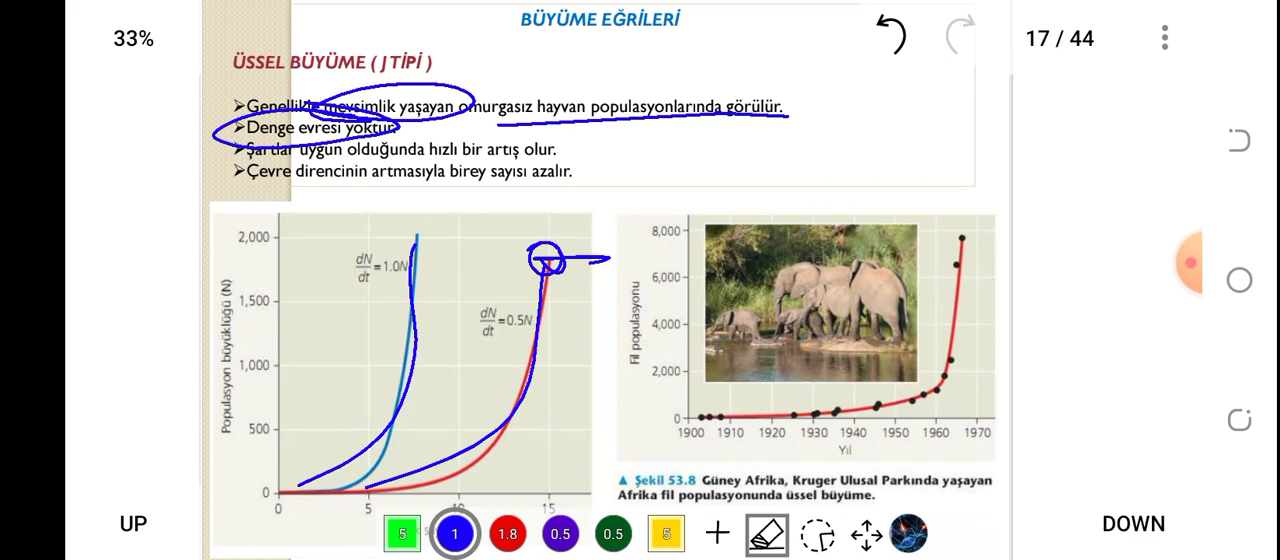 33%
BÜYÜME EĞRİLERİ
17 / 44
ÜSSEL BÜYÜME ( J TİPİ )
➢Genellikle mevsimlik yaşayan omurgasız hayvan populasyonlarında görülür.
➢Denge evresi yoktur.
➢Şartlar uygun olduğunda hızlı bir artış olur.
➢Çevre direncinin artmasıyla birey sayısı azalır.
Populasyon büyüklüğü (N)
2,000
1,500
1,000
500
0
dN/dt = 1.0N
dN/dt = 0.5N
0 5 10 15
Fil populasyonu
8,000
6,000
4,000
2,000
0
1900 1910 1920 1930 1940 1950 1960 1970
Yıl
▲ Şekil 53.8 Güney Afrika, Kruger Ulusal Parkında yaşayan
Afrika fil populasyonunda üssel büyüme.
UP
5 1 1.8 0.5 0.5 5
DOWN